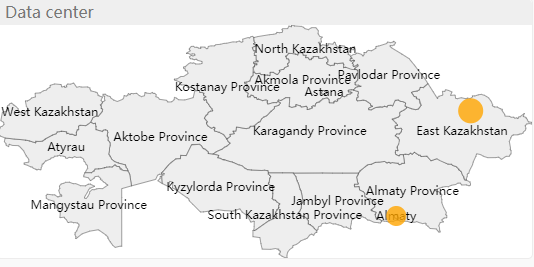 Data center
North Kazakhstan
Kostanay Province
Akmola Province
Pavlodar Province
Astana
West Kazakhstan
Aktobe Province
Karagandy Province
East Kazakhstan
Atyrau
Kyzylorda Province
Almaty Province
Mangystau Province
Jambyl Province
South Kazakhstan Province
Almaty